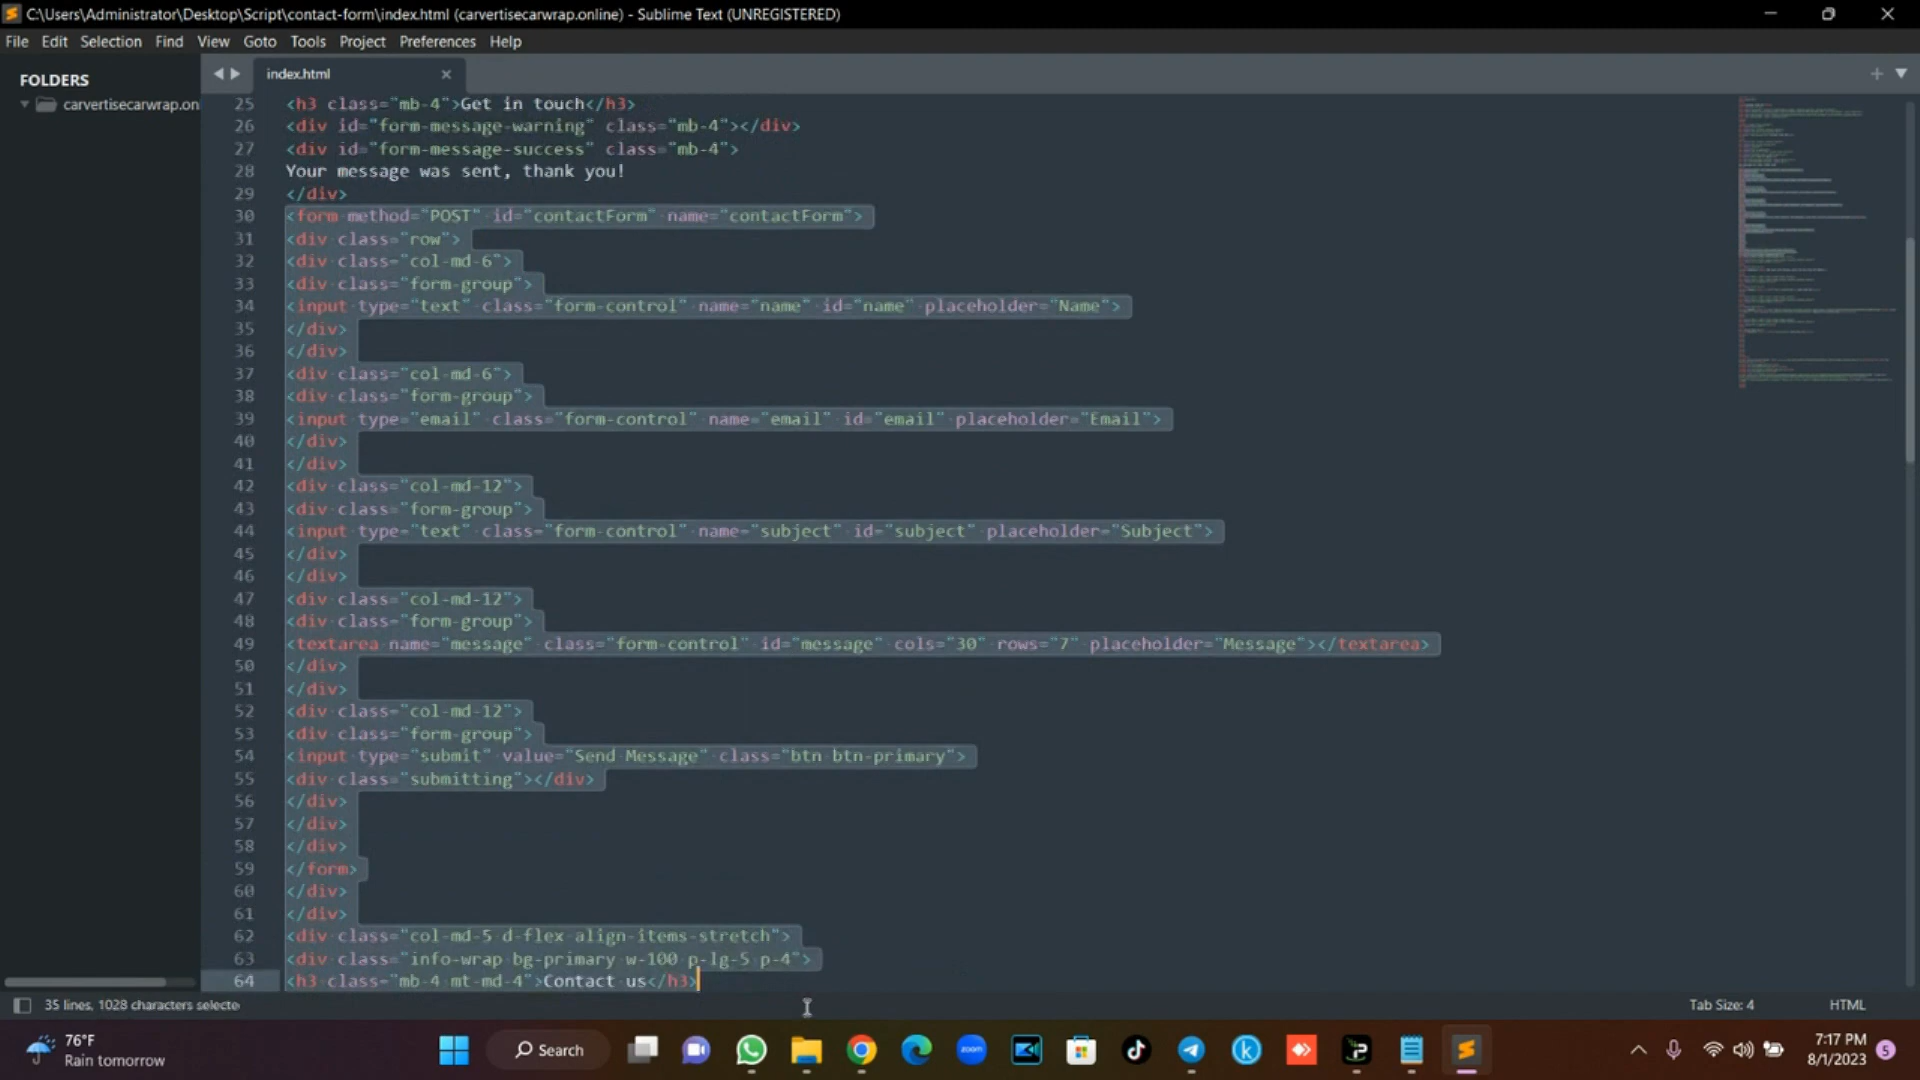 C:\Users\Administrator\Desktop\Script\contact-form\index.html (carvertisecarwrap.online) - Sublime Text (UNREGISTERED)
File Edit Selection Find View Goto Tools Project Preferences Help
FOLDERS
carvertisecarwrap.on
index.html
25 <h3 class="mb-4">Get in touch</h3>
26 <div id="form-message-warning" class="mb-4"></div>
27 <div id="form-message-success" class="mb-4">
28 Your message was sent, thank you!
29 </div>
30 <form method="POST" id="contactForm" name="contactForm">
31 <div class="row">
32 <div class="col-md-6">
33 <div class="form-group">
34 <input type="text" class="form-control" name="name" id="name" placeholder="Name">
35 </div>
36 </div>
37 <div class="col-md-6">
38 <div class="form-group">
39 <input type="email" class="form-control" name="email" id="email" placeholder="Email">
40 </div>
41 </div>
42 <div class="col-md-12">
43 <div class="form-group">
44 <input type="text" class="form-control" name="subject" id="subject" placeholder="Subject">
45 </div>
46 </div>
47 <div class="col-md-12">
48 <div class="form-group">
49 <textarea name="message" class="form-control" id="message" cols="30" rows="7" placeholder="Message"></textarea>
50 </div>
51 </div>
52 <div class="col-md-12">
53 <div class="form-group">
54 <input type="submit" value="Send Message" class="btn btn-primary">
55 <div class="submitting"></div>
56 </div>
57 </div>
58 </div>
59 </form>
60 </div>
61 </div>
62 <div class="col-md-5 d-flex align-items-stretch">
63 <div class="info-wrap bg-primary w-100 p-lg-5 p-4">
64 <h3 class="mb-4 mt-md-4">Contact us</h3>
35 lines, 1028 characters selecte
Tab Size: 4
HTML
76°F
Rain tomorrow
Search
zoom
7:17 PM
8/1/2023
5